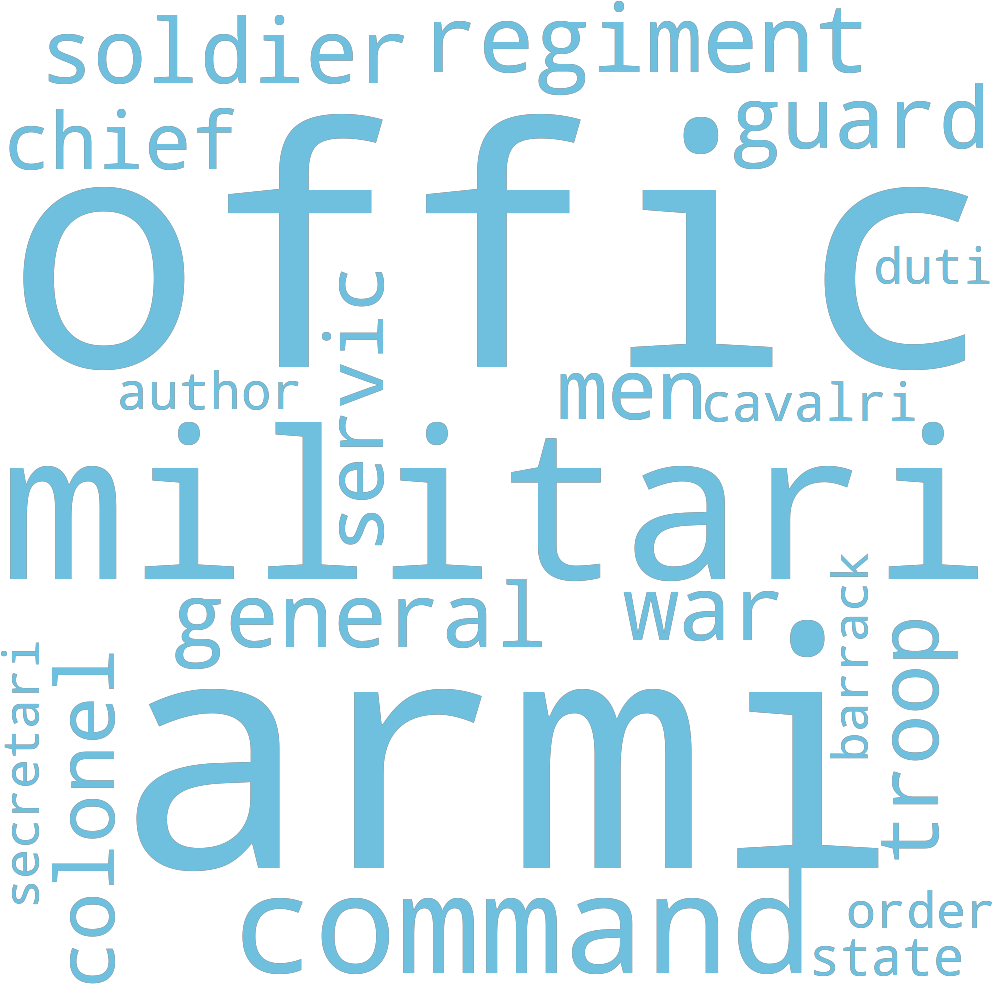 soldier
regiment
chief
guard
offic
duti
servic
author
men
cavalri
militari
general
war
barrack
troop
secretari
colonel
armi
command
order
state